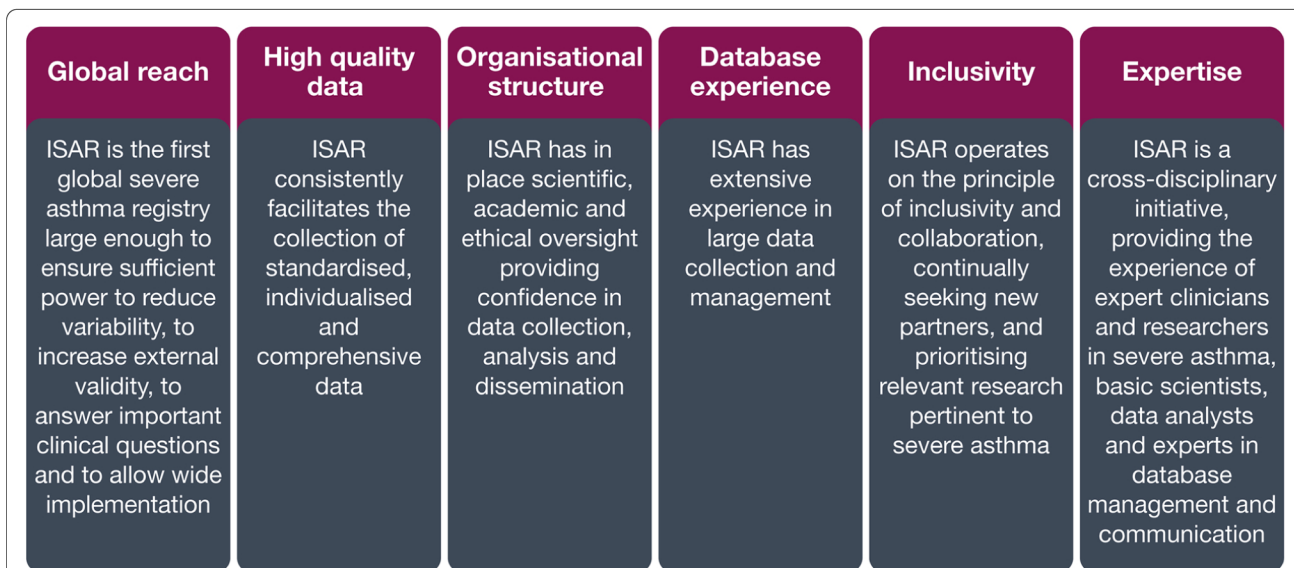 Global reach
ISAR is the first
global severe
asthma registry
large enough to
ensure sufficient
power to reduce
variability, to
increase external
validity, to
answer important
clinical questions
and to allow wide
implementation
High quality
data
ISAR
consistently
facilitates the
collection of
standardised,
individualised
and
comprehensive
data
Organisational
structure
ISAR has in
place scientific,
academic and
ethical oversight
providing
confidence in
data collection,
analysis and
dissemination
Database
experience
ISAR has
extensive
experience in
large data
collection and
management
Inclusivity
ISAR operates
on the principle
of inclusivity and
collaboration,
continually
seeking new
partners, and
prioritising
relevant research
pertinent to
severe asthma
Expertise
ISAR is a
cross-disciplinary
initiative,
providing the
experience of
expert clinicians
and researchers
in severe asthma,
basic scientists,
data analysts
and experts in
database
management and
communication